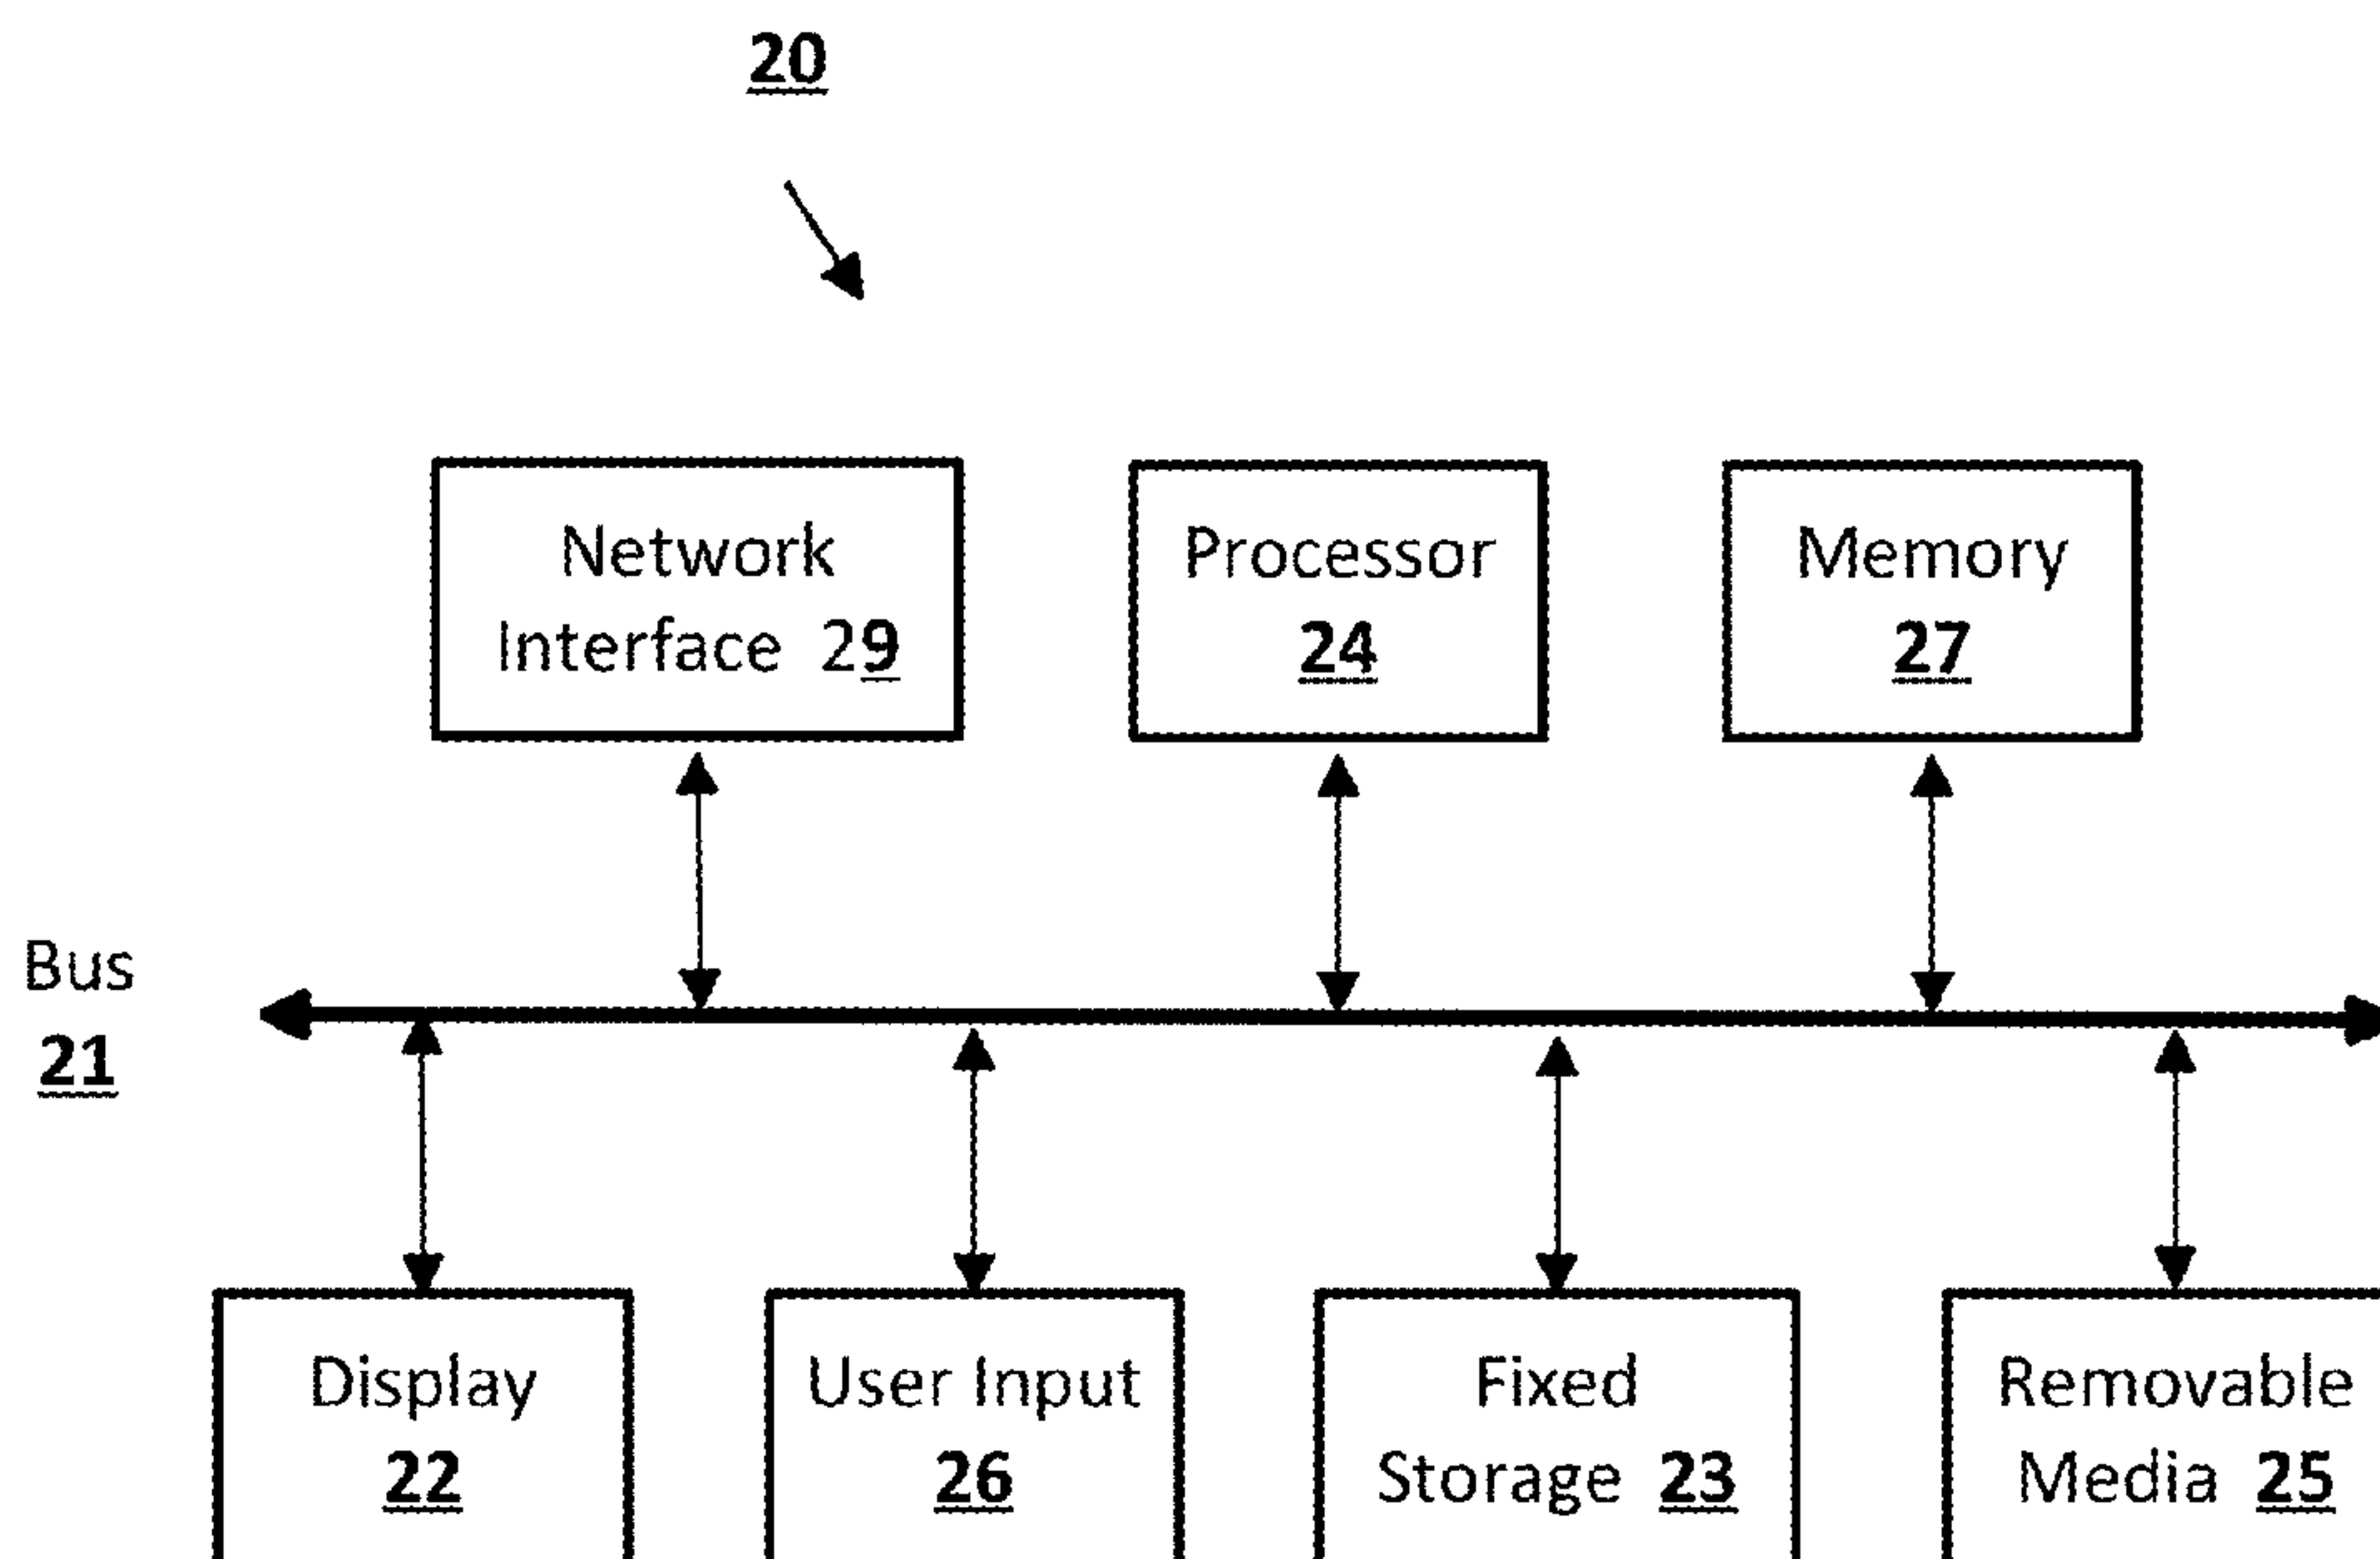 20
Network
Interface 29
Processor
24
Memory
27
Bus
21
Display
22
User Input
26
Fixed
Storage 23
Removable
Media 25